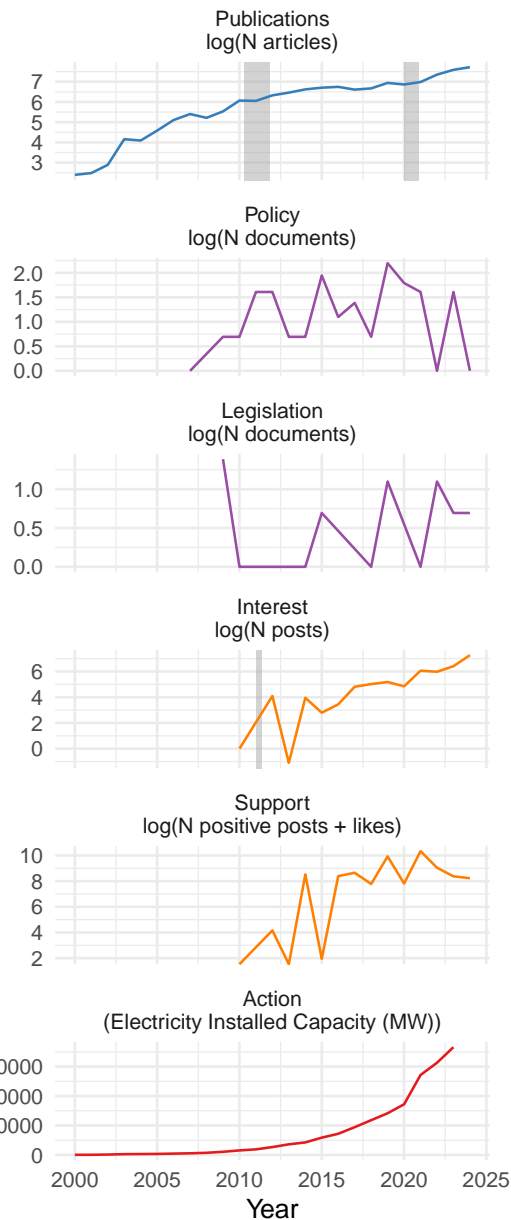 Publications
log(N articles)
7
6
5
4
3
Policy
log(N documents)
2.0
1.5
1.0
0.5
0.0
Legislation
log(N documents)
1.0
0.5
0.0
Interest
log(N posts)
6
4
2
0
Support
log(N positive posts + likes)
10
8
6
4
2
Action
(Electricity Installed Capacity (MW))
0
2000 2005 2010 2015 2020 2025
Year